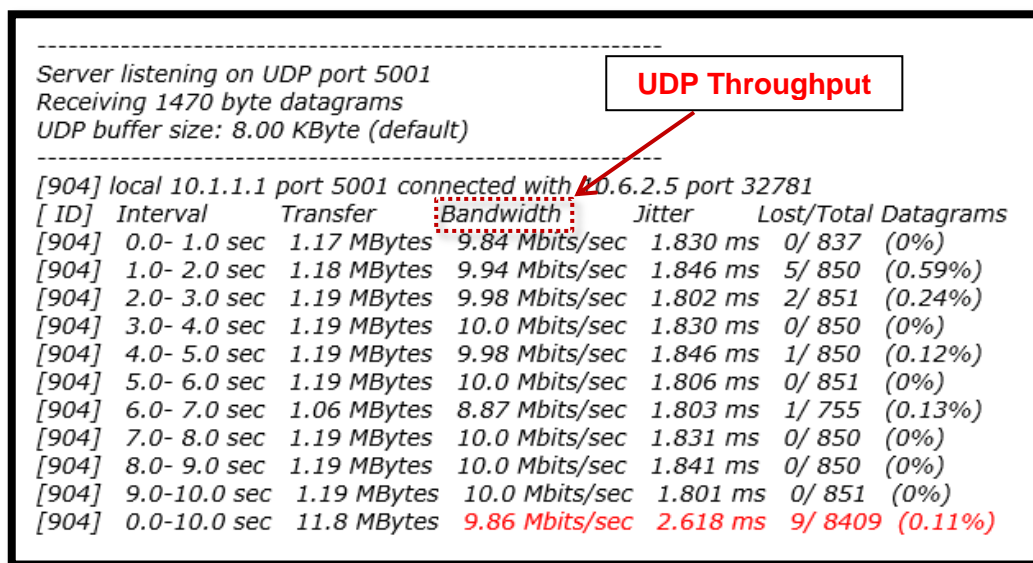 ------------------------------------------------------------
Server listening on UDP port 5001
UDP Throughput
Receiving 1470 byte datagrams
UDP buffer size: 8.00 KByte (default)
------------------------------------------------------------
[904] local 10.1.1.1 port 5001 connected with 10.6.2.5 port 32781
[ ID] Interval Transfer Bandwidth Jitter Lost/Total Datagrams
[904] 0.0- 1.0 sec 1.17 MBytes 9.84 Mbits/sec 1.830 ms 0/ 837 (0%)
[904] 1.0- 2.0 sec 1.18 MBytes 9.94 Mbits/sec 1.846 ms 5/ 850 (0.59%)
[904] 2.0- 3.0 sec 1.19 MBytes 9.98 Mbits/sec 1.802 ms 2/ 851 (0.24%)
[904] 3.0- 4.0 sec 1.19 MBytes 10.0 Mbits/sec 1.830 ms 0/ 850 (0%)
[904] 4.0- 5.0 sec 1.19 MBytes 9.98 Mbits/sec 1.846 ms 1/ 850 (0.12%)
[904] 5.0- 6.0 sec 1.19 MBytes 10.0 Mbits/sec 1.806 ms 0/ 851 (0%)
[904] 6.0- 7.0 sec 1.06 MBytes 8.87 Mbits/sec 1.803 ms 1/ 755 (0.13%)
[904] 7.0- 8.0 sec 1.19 MBytes 10.0 Mbits/sec 1.831 ms 0/ 850 (0%)
[904] 8.0- 9.0 sec 1.19 MBytes 10.0 Mbits/sec 1.841 ms 0/ 850 (0%)
[904] 9.0-10.0 sec 1.19 MBytes 10.0 Mbits/sec 1.801 ms 0/ 851 (0%)
[904] 0.0-10.0 sec 11.8 MBytes 9.86 Mbits/sec 2.618 ms 9/ 8409 (0.11%)